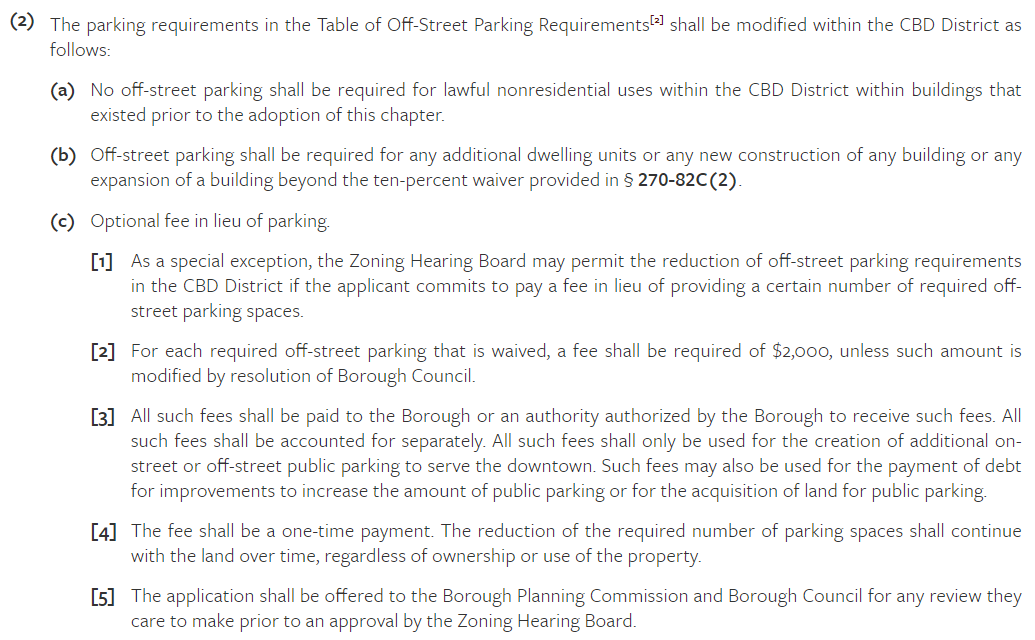 (2) The parking requirements in the Table of Off-Street Parking Requirements[2] shall be modified within the CBD District as
follows:
(a) No off-street parking shall be required for lawful nonresidential uses within the CBD District within buildings that
existed prior to the adoption of this chapter.
(b) Off-street parking shall be required for any additional dwelling units or any new construction of any building or any
expansion of a building beyond the ten-percent waiver provided in § 270-82C(2).
(c) Optional fee in lieu of parking.
[1] As a special exception, the Zoning Hearing Board may permit the reduction of off-street parking requirements
in the CBD District if the applicant commits to pay a fee in lieu of providing a certain number of required off-
street parking spaces.
[2] For each required off-street parking that is waived, a fee shall be required of $2,000, unless such amount is
modified by resolution of Borough Council.
[3] All such fees shall be paid to the Borough or an authority authorized by the Borough to receive such fees. All
such fees shall be accounted for separately. All such fees shall only be used for the creation of additional on-
street or off-street public parking to serve the downtown. Such fees may also be used for the payment of debt
for improvements to increase the amount of public parking or for the acquisition of land for public parking.
[4] The fee shall be a one-time payment. The reduction of the required number of parking spaces shall continue
with the land over time, regardless of ownership or use of the property.
[5] The application shall be offered to the Borough Planning Commission and Borough Council for any review they
care to make prior to an approval by the Zoning Hearing Board.